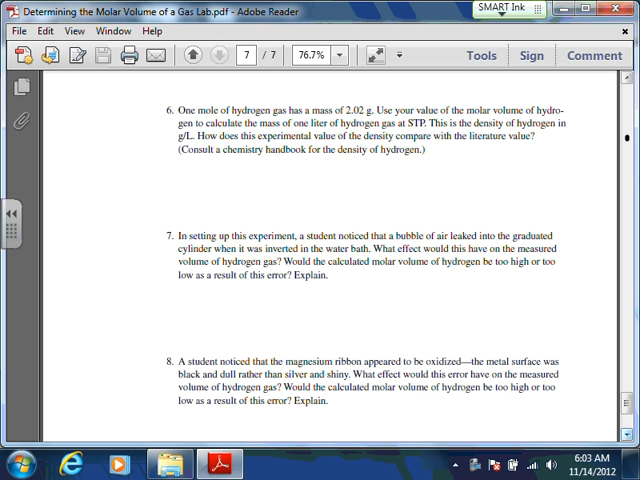 Determining the Molar Volume of a Gas Lab.pdf - Adobe Reader
SMART Ink
File Edit View Window Help
7 / 7 76.7% Tools Sign Comment
6. One mole of hydrogen gas has a mass of 2.02 g. Use your value of the molar volume of hydro-
gen to calculate the mass of one liter of hydrogen gas at STP. This is the density of hydrogen in
g/L. How does this experimental value of the density compare with the literature value?
(Consult a chemistry handbook for the density of hydrogen.)
7. In setting up this experiment, a student noticed that a bubble of air leaked into the graduated
cylinder when it was inverted in the water bath. What effect would this have on the measured
volume of hydrogen gas? Would the calculated molar volume of hydrogen be too high or too
low as a result of this error? Explain.
8. A student noticed that the magnesium ribbon appeared to be oxidized—the metal surface was
black and dull rather than silver and shiny. What effect would this error have on the measured
volume of hydrogen gas? Would the calculated molar volume of hydrogen be too high or too
low as a result of this error? Explain.
6:03 AM
11/14/2012